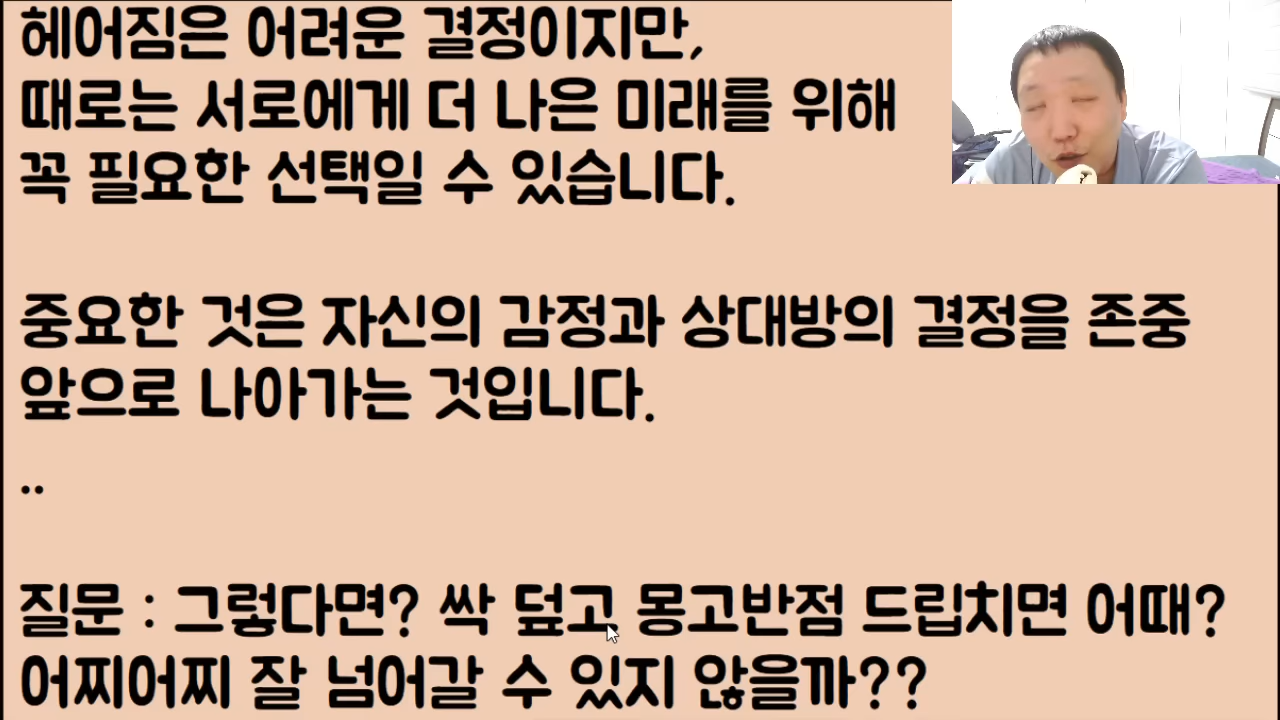 헤어짐은 어려운 결정이지만,
때로는 서로에게 더 나은 미래를 위해
꼭 필요한 선택일 수 있습니다.
중요한 것은 자신의 감정과 상대방의 결정을 존중
앞으로 나아가는 것입니다.
..
질문 : 그렇다면? 싹 덮고 몽고반점 드립치면 어때?
어찌어찌 잘 넘어갈 수 있지 않을까??